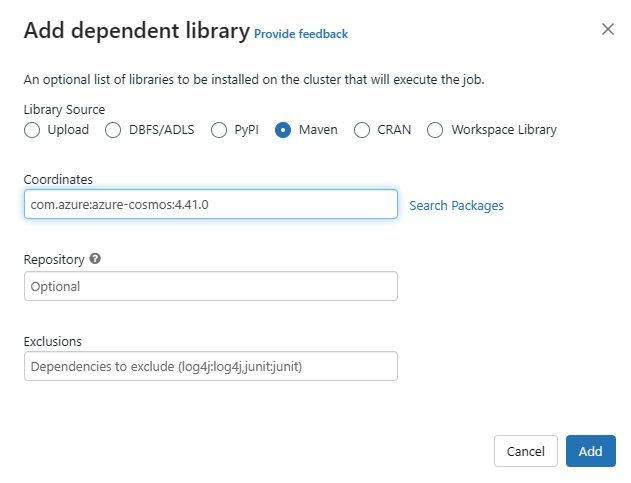 Add dependent library Provide feedback
An optional list of libraries to be installed on the cluster that will execute the job.
Library Source
Upload DBFS/ADLS PyPI Maven CRAN Workspace Library
Coordinates
com.azure:azure-cosmos:4.41.0 Search Packages
Repository ?
Optional
Exclusions
Dependencies to exclude (log4j:log4j,junit:junit)
Cancel Add